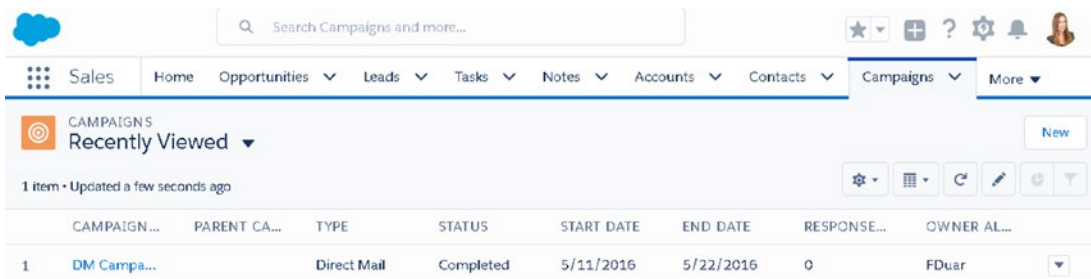 Search Campaigns and more...
Sales Home Opportunities Leads Tasks Notes Accounts Contacts Campaigns More
CAMPAIGNS
Recently Viewed
New
1 item • Updated a few seconds ago
CAMPAIGN... PARENT CA... TYPE STATUS START DATE END DATE RESPONSE... OWNER AL...
1 DM Campa... Direct Mail Completed 5/11/2016 5/22/2016 0 FDuar